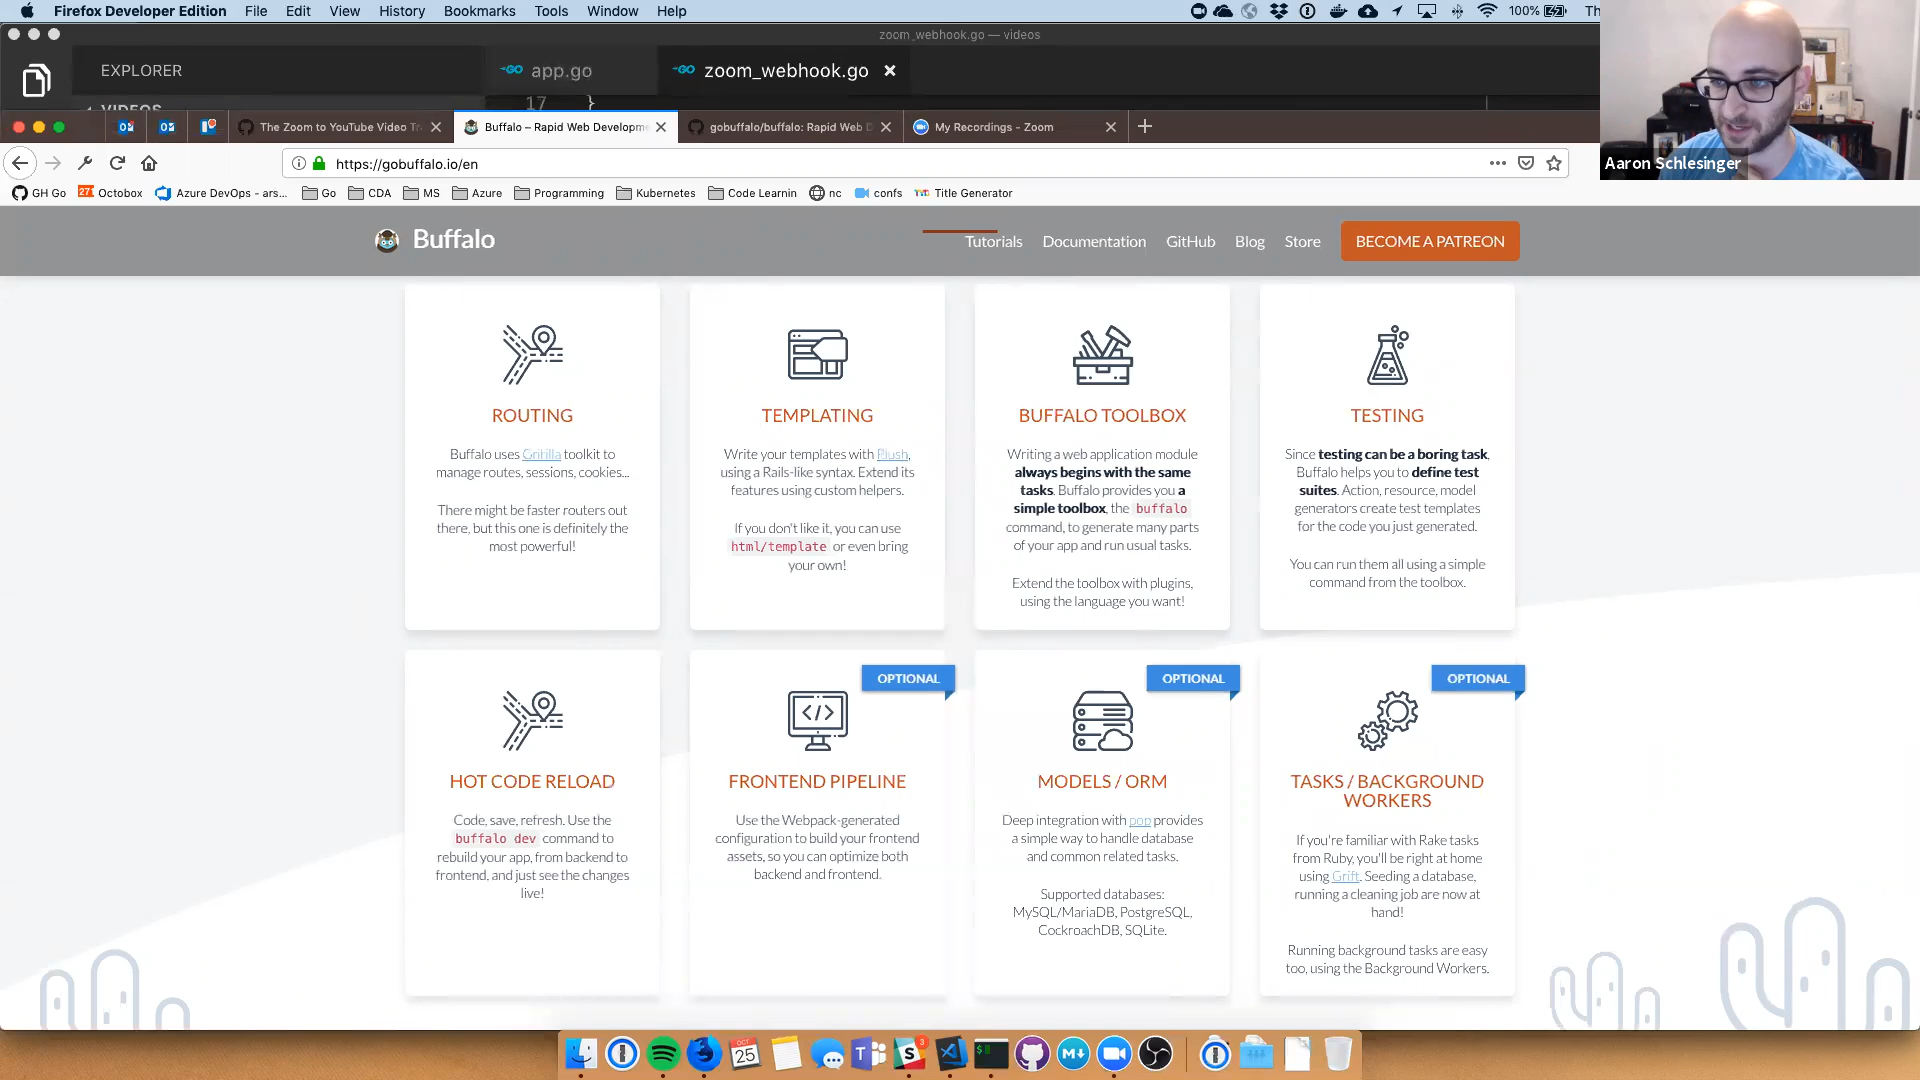 Firefox Developer Edition File Edit View History Bookmarks Tools Window Help
100%
zoom_webhook.go — videos
EXPLORER
app.go
zoom_webhook.go
VIDEOS
17 }
The Zoom to YouTube Video Tr
Buffalo – Rapid Web Developme
gobuffalo/buffalo: Rapid Web D
My Recordings - Zoom
https://gobuffalo.io/en
Aaron Schlesinger
GH Go
271 Octobox
Azure DevOps - ars...
Go
CDA
MS
Azure
Programming
Kubernetes
Code Learnin
nc
confs
Title Generator
Buffalo
Tutorials
Documentation
GitHub
Blog
Store
BECOME A PATREON
ROUTING
Buffalo uses Gorilla toolkit to
manage routes, sessions, cookies...
There might be faster routers out
there, but this one is definitely the
most powerful!
TEMPLATING
Write your templates with Plush,
using a Rails-like syntax. Extend its
features using custom helpers.
If you don't like it, you can use
html/template or even bring
your own!
BUFFALO TOOLBOX
Writing a web application module
always begins with the same
tasks. Buffalo provides you a
simple toolbox, the buffalo
command, to generate many parts
of your app and run usual tasks.
Extend the toolbox with plugins,
using the language you want!
TESTING
Since testing can be a boring task,
Buffalo helps you to define test
suites. Action, resource, model
generators create test templates
for the code you just generated.
You can run them all using a simple
command from the toolbox.
HOT CODE RELOAD
Code, save, refresh. Use the
buffalo dev command to
rebuild your app, from backend to
frontend, and just see the changes
live!
OPTIONAL
FRONTEND PIPELINE
Use the Webpack-generated
configuration to build your frontend
assets, so you can optimize both
backend and frontend.
OPTIONAL
MODELS / ORM
Deep integration with pop provides
a simple way to handle database
and common related tasks.
Supported databases:
MySQL/MariaDB, PostgreSQL,
CockroachDB, SQLite.
OPTIONAL
TASKS / BACKGROUND
WORKERS
If you're familiar with Rake tasks
from Ruby, you'll be right at home
using Grift. Seeding a database,
running a cleaning job are now at
hand!
Running background tasks are easy
too, using the Background Workers.
OCT
25
3